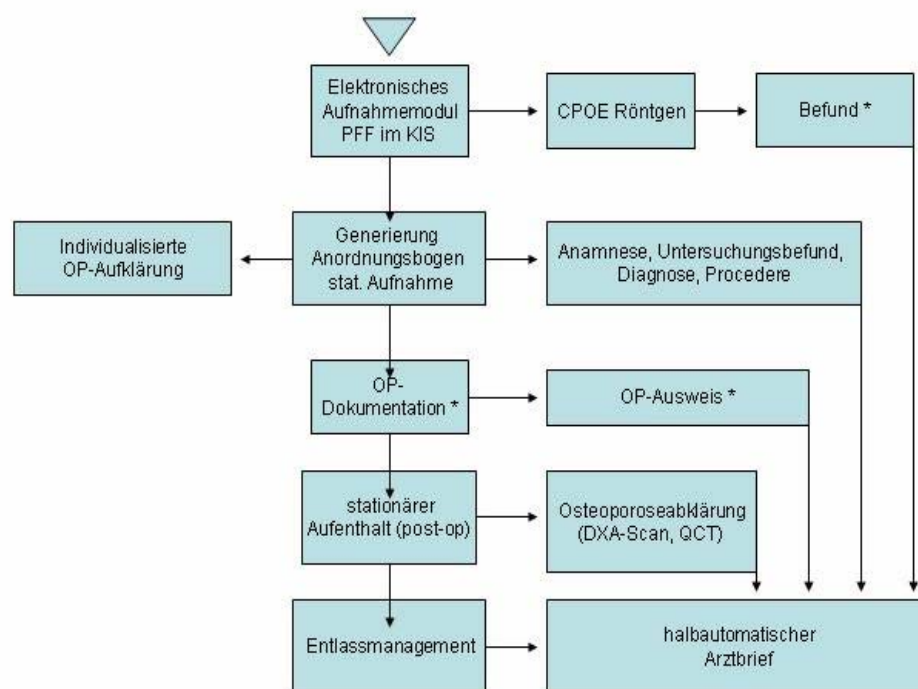 Elektronisches
Aufnahmemodul
PFF im KIS
CPOE Röntgen
Befund *
Individualisierte
OP-Aufklärung
Generierung
Anordnungsbogen
stat. Aufnahme
Anamnese, Untersuchungsbefund,
Diagnose, Procedere
OP-
Dokumentation *
OP-Ausweis *
stationärer
Aufenthalt (post-op)
Osteoporoseabklärung
(DXA-Scan, QCT)
Entlassmanagement
halbautomatischer
Arztbrief